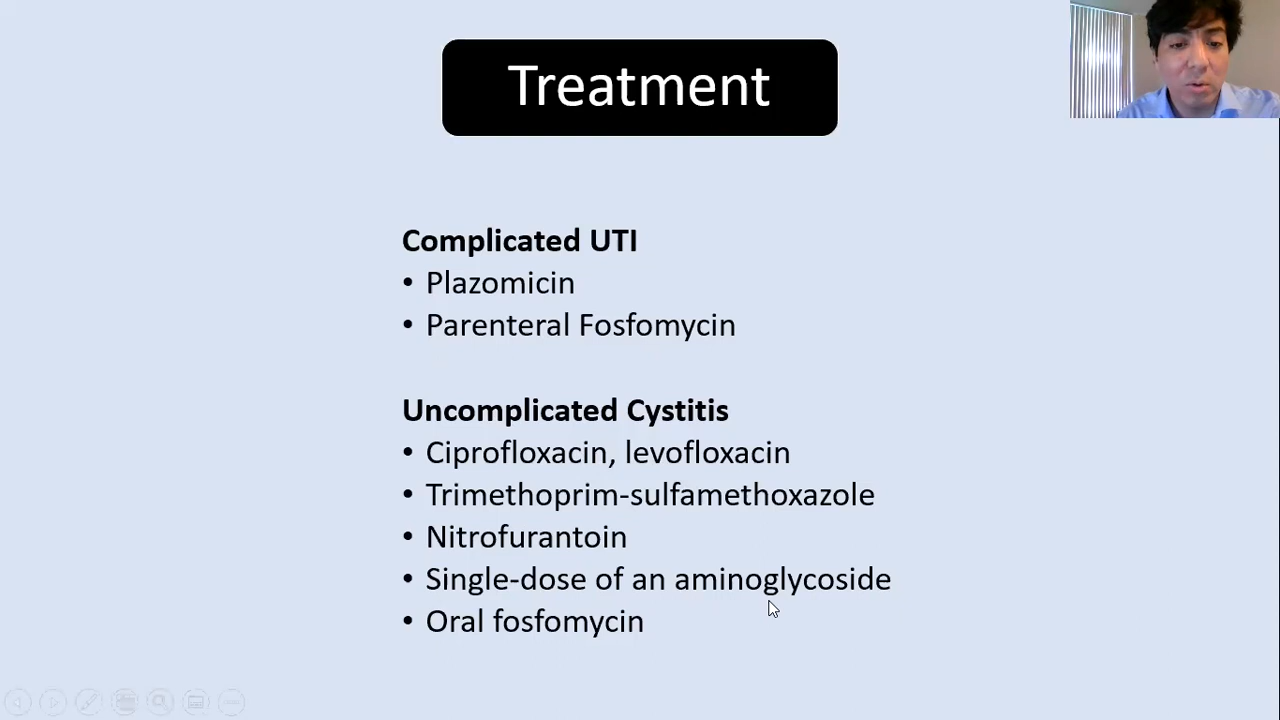 Treatment
Complicated UTI
• Plazomicin
• Parenteral Fosfomycin
Uncomplicated Cystitis
• Ciprofloxacin, levofloxacin
• Trimethoprim-sulfamethoxazole
• Nitrofurantoin
• Single-dose of an aminoglycoside
• Oral fosfomycin